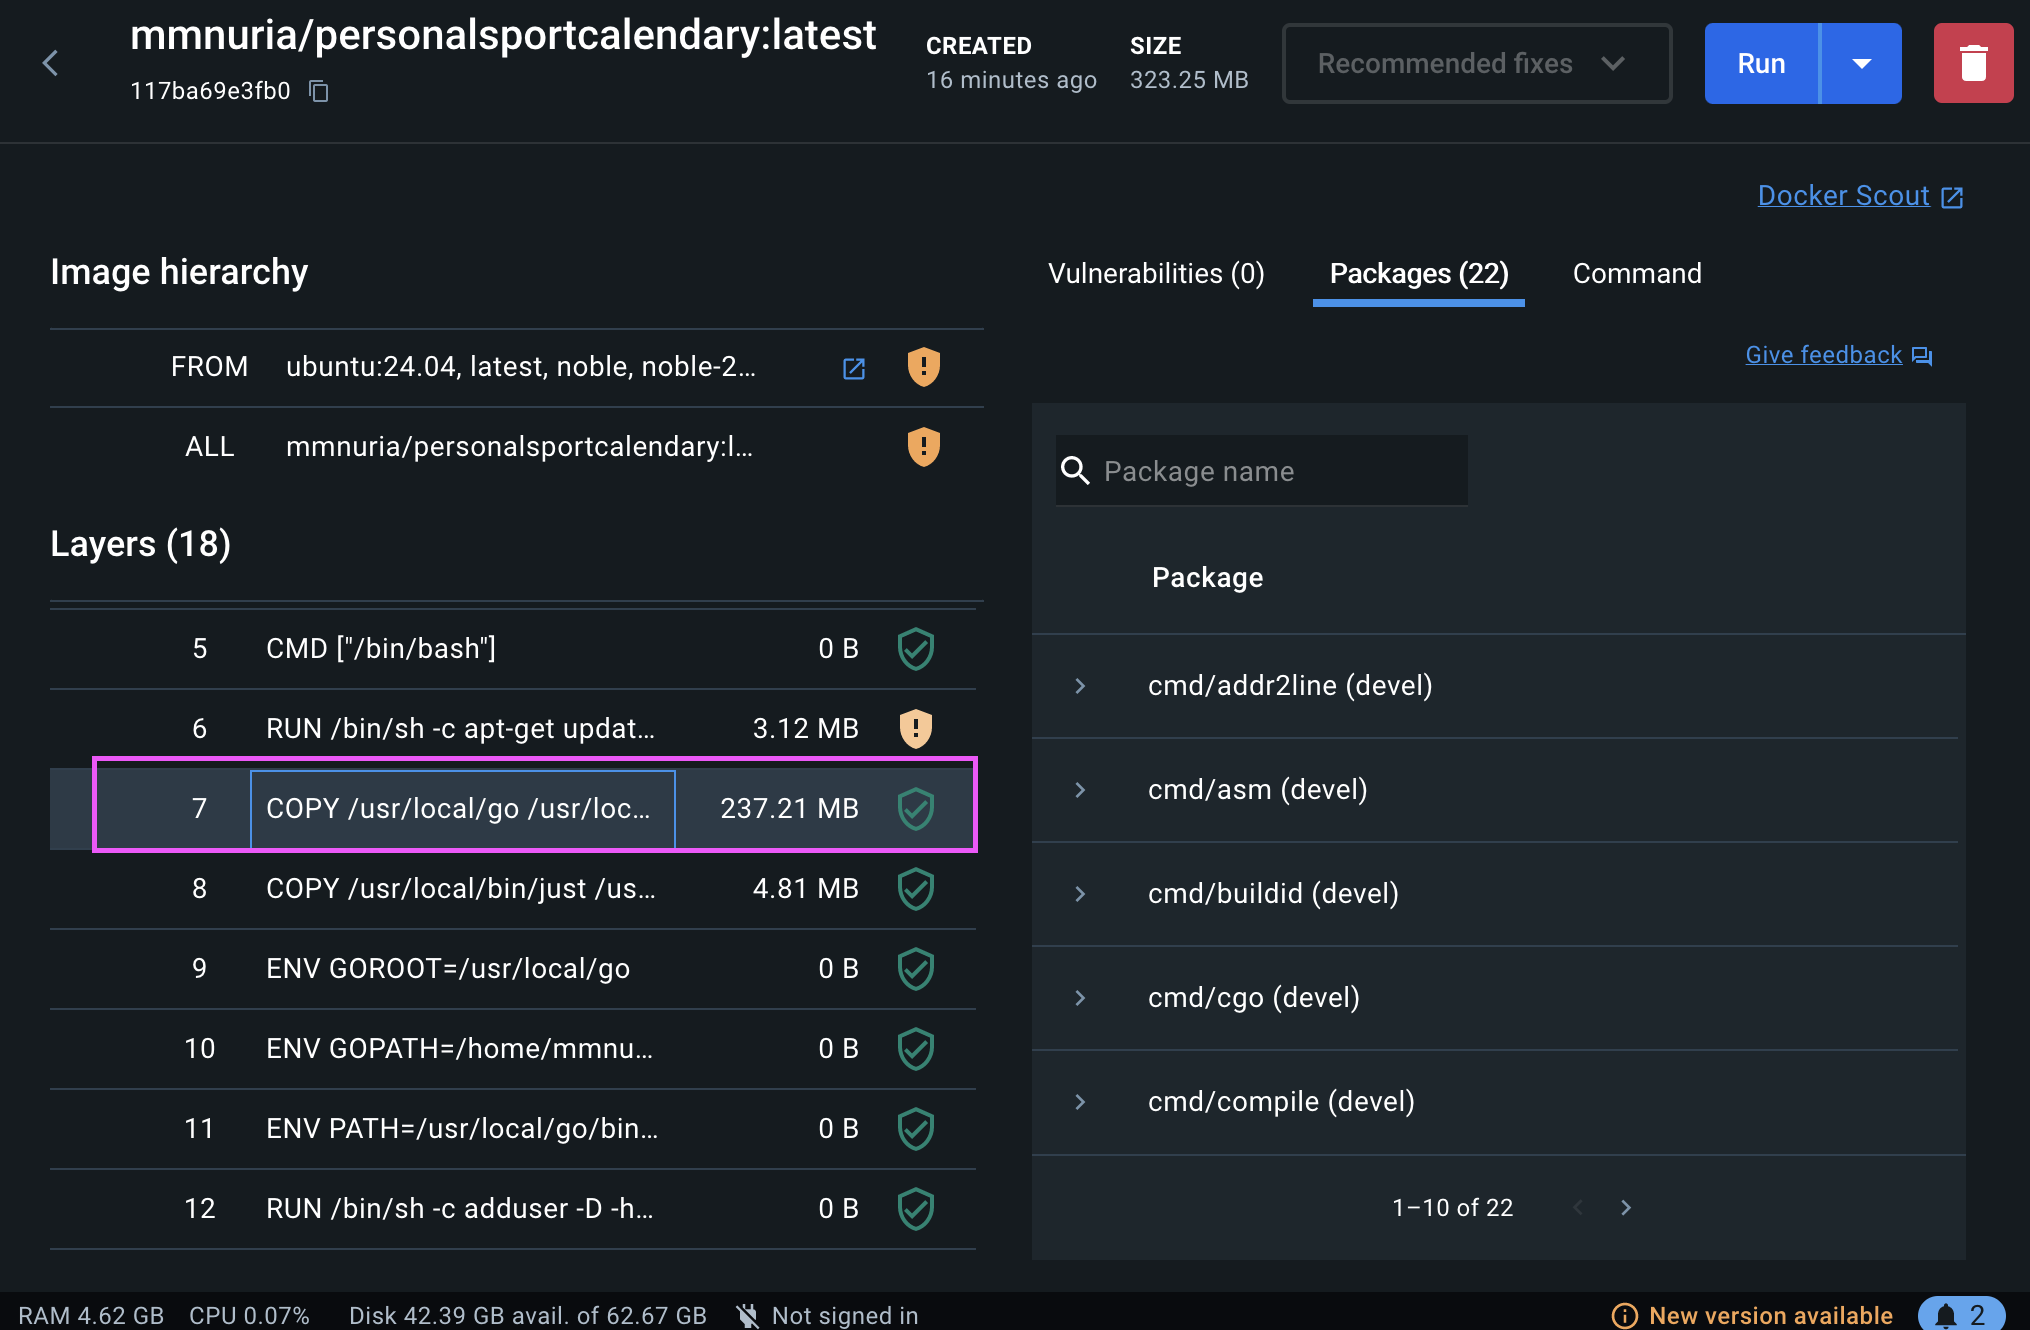 mmnuria/personalsportcalendary:latest
117ba69e3fb0
CREATED
16 minutes ago
SIZE
323.25 MB
Recommended fixes
Run
Docker Scout
Image hierarchy
FROM ubuntu:24.04, latest, noble, noble-2...
ALL mmnuria/personalsportcalendary:l...
Layers (18)
5 CMD ["/bin/bash"] 0 B
6 RUN /bin/sh -c apt-get updat... 3.12 MB
7 COPY /usr/local/go /usr/loc... 237.21 MB
8 COPY /usr/local/bin/just /us... 4.81 MB
9 ENV GOROOT=/usr/local/go 0 B
10 ENV GOPATH=/home/mmnu... 0 B
11 ENV PATH=/usr/local/go/bin... 0 B
12 RUN /bin/sh -c adduser -D -h... 0 B
Vulnerabilities (0) Packages (22) Command
Give feedback
Package name
Package
cmd/addr2line (devel)
cmd/asm (devel)
cmd/buildid (devel)
cmd/cgo (devel)
cmd/compile (devel)
1–10 of 22
RAM 4.62 GB CPU 0.07% Disk 42.39 GB avail. of 62.67 GB Not signed in New version available 2